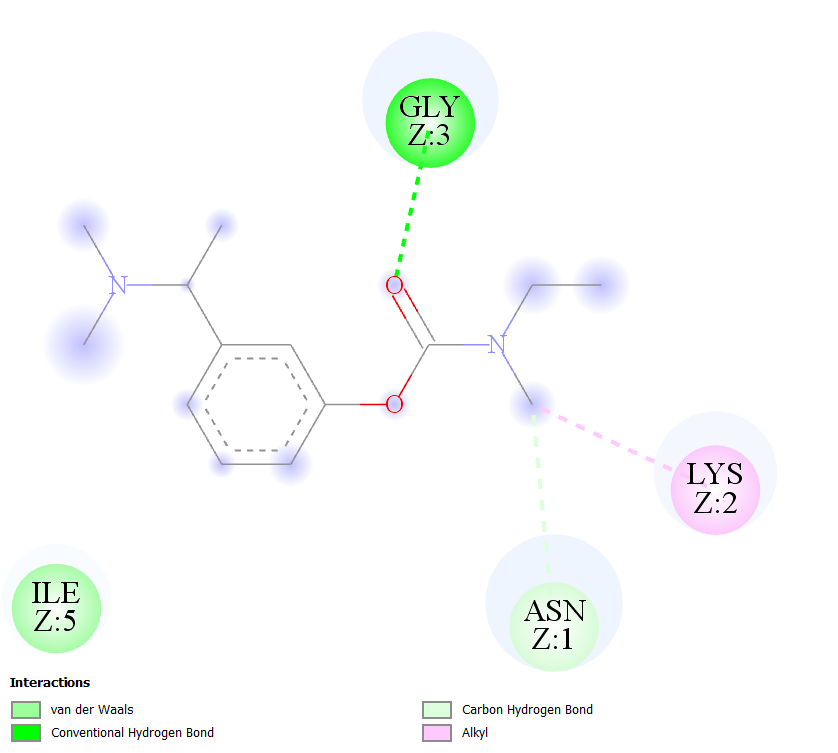 GLY
Z:3
N
O
N
O
LYS
Z:2
ILE
Z:5
ASN
Z:1
Interactions
van der Waals
Conventional Hydrogen Bond
Carbon Hydrogen Bond
Alkyl